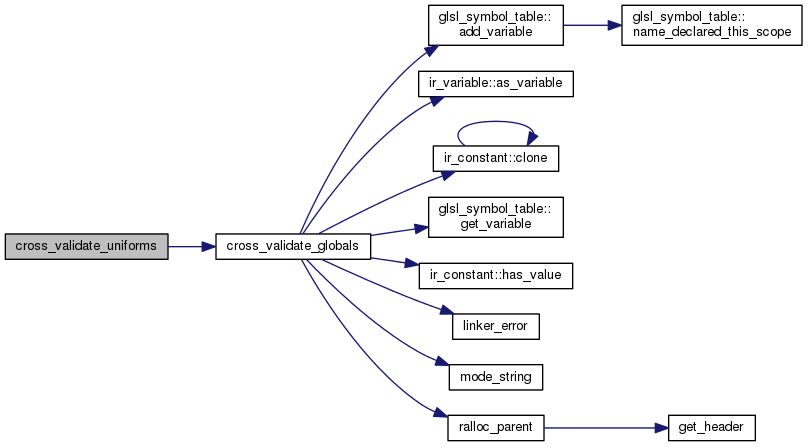 glsl_symbol_table::
add_variable
glsl_symbol_table::
name_declared_this_scope
ir_variable::as_variable
ir_constant::clone
glsl_symbol_table::
get_variable
cross_validate_uniforms
cross_validate_globals
ir_constant::has_value
linker_error
mode_string
ralloc_parent
get_header